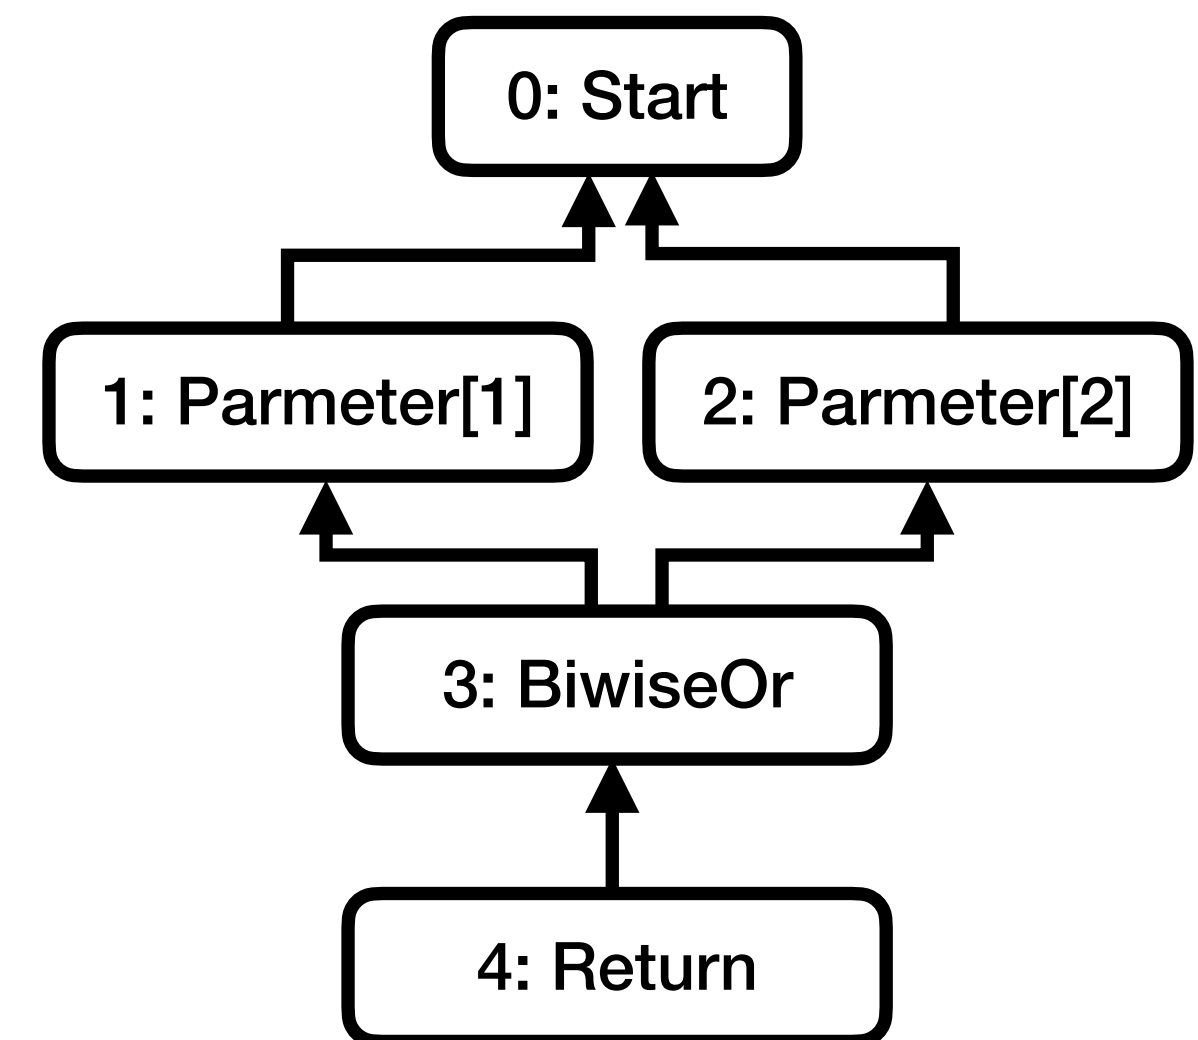 0: Start
1: Parmeter[1]
2: Parmeter[2]
3: BiwiseOr
4: Return